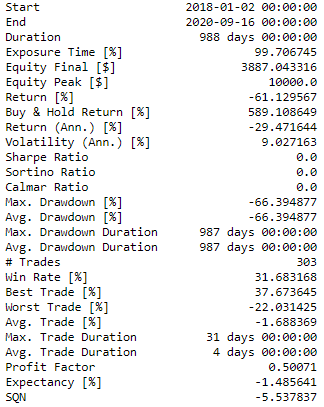 Start 2018-01-02 00:00:00
End 2020-09-16 00:00:00
Duration 988 days 00:00:00
Exposure Time [%] 99.706745
Equity Final [$] 3887.043316
Equity Peak [$] 10000.0
Return [%] -61.129567
Buy & Hold Return [%] 589.108649
Return (Ann.) [%] -29.471644
Volatility (Ann.) [%] 9.027163
Sharpe Ratio 0.0
Sortino Ratio 0.0
Calmar Ratio 0.0
Max. Drawdown [%] -66.394877
Avg. Drawdown [%] -66.394877
Max. Drawdown Duration 987 days 00:00:00
Avg. Drawdown Duration 987 days 00:00:00
# Trades 303
Win Rate [%] 31.683168
Best Trade [%] 37.673645
Worst Trade [%] -22.031425
Avg. Trade [%] -1.688369
Max. Trade Duration 31 days 00:00:00
Avg. Trade Duration 4 days 00:00:00
Profit Factor 0.50071
Expectancy [%] -1.485641
SQN -5.537837